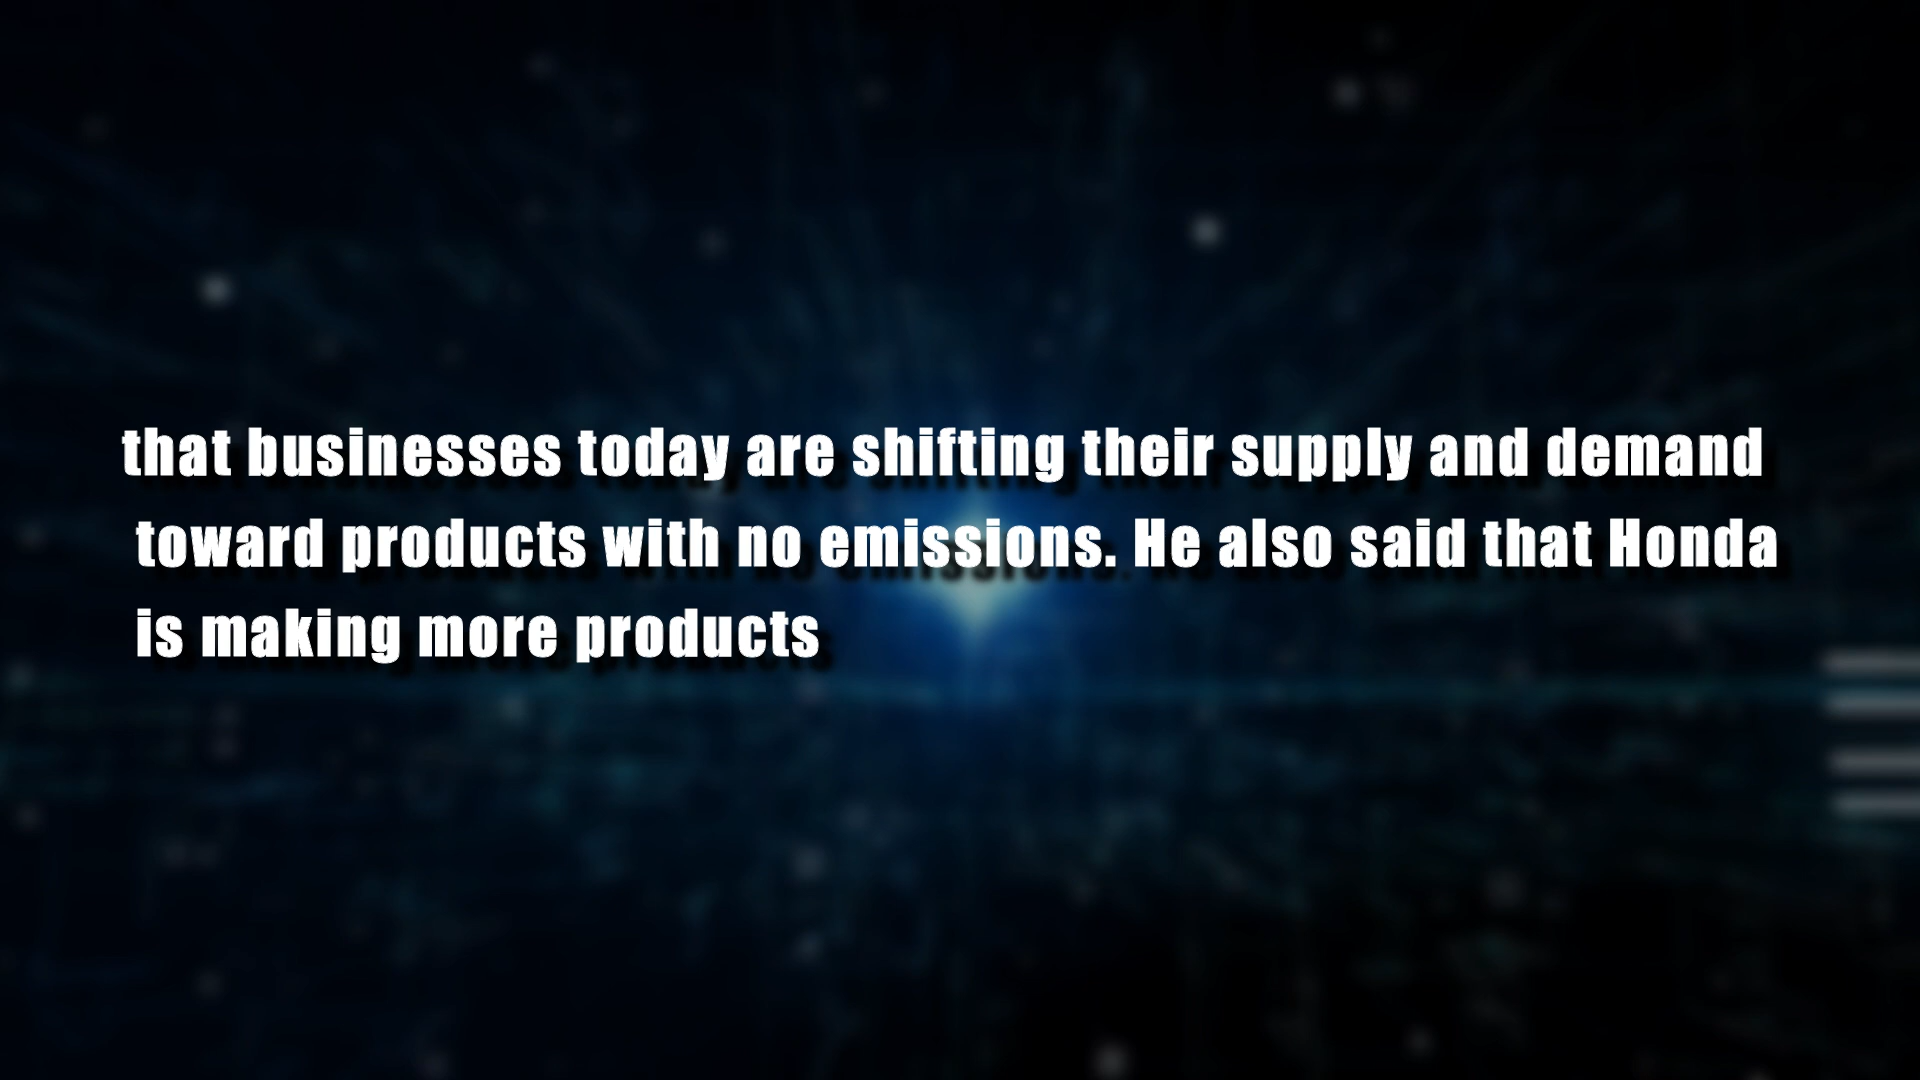 that businesses today are shifting their supply and demand
toward products with no emissions. He also said that Honda
is making more products